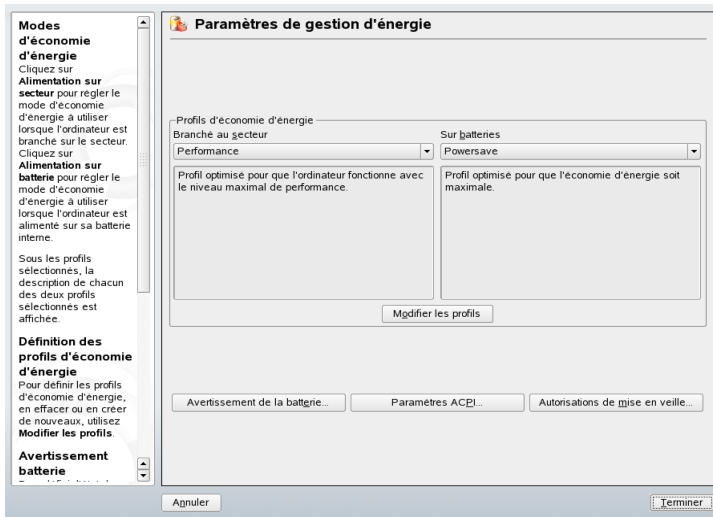 Modes
d'économie
d'énergie
Cliquez sur
Alimentation sur
secteur pour régler le
mode d'économie
d'énergie à utiliser
lorsque l'ordinateur est
branché sur le secteur.
Cliquez sur
Alimentation sur
batterie pour régler le
mode d'économie
d'énergie à utiliser
lorsque l'ordinateur est
alimenté sur sa batterie
interne.
Sous les profils
sélectionnés, la
description de chacun
des deux profils
sélectionnés est
affichée.
Définition des
profils d'économie
d'énergie
Pour définir les profils
d'économie d'énergie,
en effacer ou en créer
de nouveaux, utilisez
Modifier les profils.
Avertissement
batterie
Paramètres de gestion d'énergie
Profils d'économie d'énergie
Branché au secteur
Performance
Profil optimisé pour que l'ordinateur fonctionne avec
le niveau maximal de performance.
Sur batteries
Powersave
Profil optimisé pour que l'économie d'énergie soit
maximale.
Modifier les profils
Avertissement de la batterie...
Paramètres ACPI...
Autorisations de mise en veille...
Annuler
Terminer